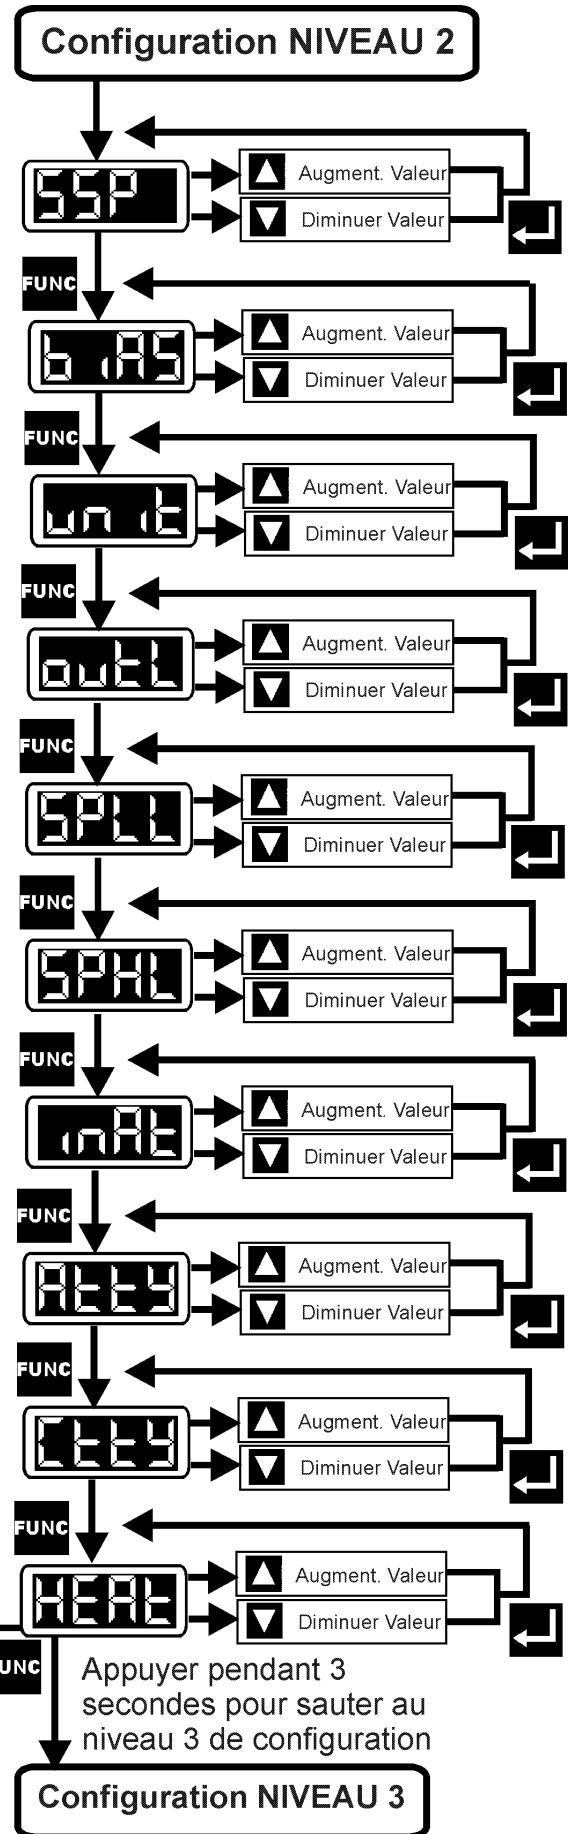 Configuration NIVEAU 2
SSP
Augment. Valeur
Diminuer Valeur
FUNC
biAS
Augment. Valeur
Diminuer Valeur
FUNC
unit
Augment. Valeur
Diminuer Valeur
FUNC
outL
Augment. Valeur
Diminuer Valeur
FUNC
SPLL
Augment. Valeur
Diminuer Valeur
FUNC
SPHL
Augment. Valeur
Diminuer Valeur
FUNC
inAt
Augment. Valeur
Diminuer Valeur
FUNC
Atty
Augment. Valeur
Diminuer Valeur
FUNC
Ctty
Augment. Valeur
Diminuer Valeur
FUNC
HEAt
Augment. Valeur
Diminuer Valeur
UNC
Appuyer pendant 3
secondes pour sauter au
niveau 3 de configuration
Configuration NIVEAU 3